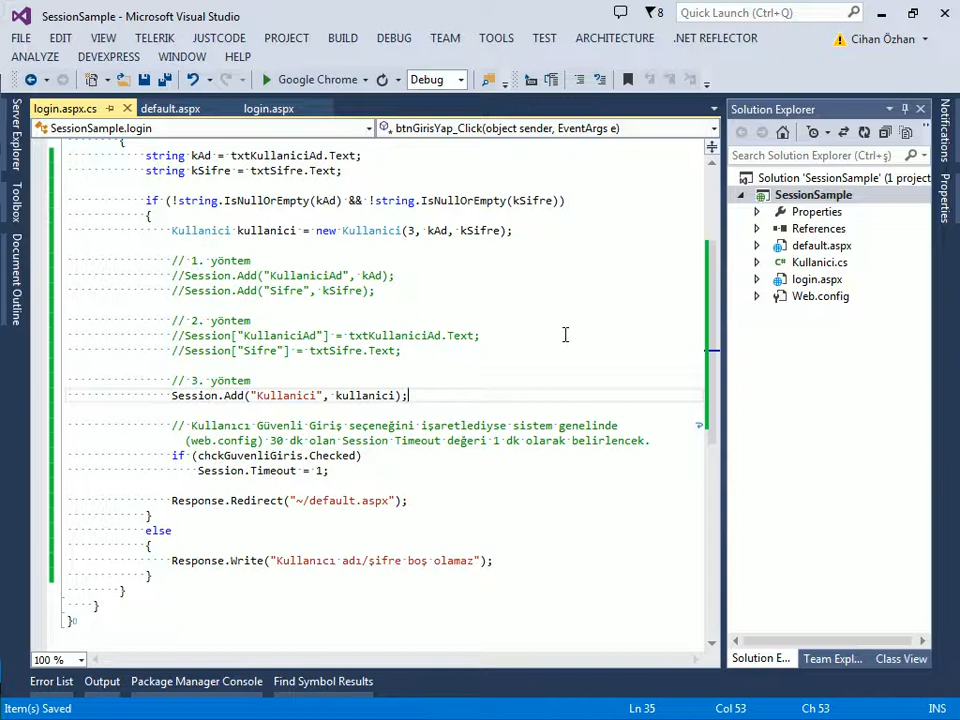 SessionSample - Microsoft Visual Studio
8
Quick Launch (Ctrl+Q)
FILE EDIT VIEW TELERIK JUSTCODE PROJECT BUILD DEBUG TEAM TOOLS TEST ARCHITECTURE .NET REFLECTOR
Cihan Özhan
ANALYZE DEVEXPRESS WINDOW HELP
Google Chrome Debug
login.aspx.cs default.aspx login.aspx
SessionSample.login btnGirisYap_Click(object sender, EventArgs e)
{
string kAd = txtKullaniciAd.Text;
string kSifre = txtSifre.Text;
if (!string.IsNullOrEmpty(kAd) && !string.IsNullOrEmpty(kSifre))
{
Kullanici kullanici = new Kullanici(3, kAd, kSifre);
// 1. yöntem
//Session.Add("KullaniciAd", kAd);
//Session.Add("Sifre", kSifre);
// 2. yöntem
//Session["KullaniciAd"] = txtKullaniciAd.Text;
//Session["Sifre"] = txtSifre.Text;
// 3. yöntem
Session.Add("Kullanici", kullanici);
// Kullanıcı Güvenli Giriş seçeneğini işaretlediyse sistem genelinde
(web.config) 30 dk olan Session Timeout değeri 1 dk olarak belirlencek.
if (chckGuvenliGiris.Checked)
Session.Timeout = 1;
Response.Redirect("~/default.aspx");
}
else
{
Response.Write("Kullanıcı adı/şifre boş olamaz");
}
}
}
}
100 %
Server Explorer
Toolbox
Document Outline
Solution Explorer
Search Solution Explorer (Ctrl+ş)
Solution 'SessionSample' (1 project
SessionSample
Properties
References
default.aspx
C# Kullanici.cs
login.aspx
Web.config
Solution E... Team Expl... Class View
Notifications
Properties
Error List Output Package Manager Console Find Symbol Results
Item(s) Saved Ln 35 Col 53 Ch 53 INS